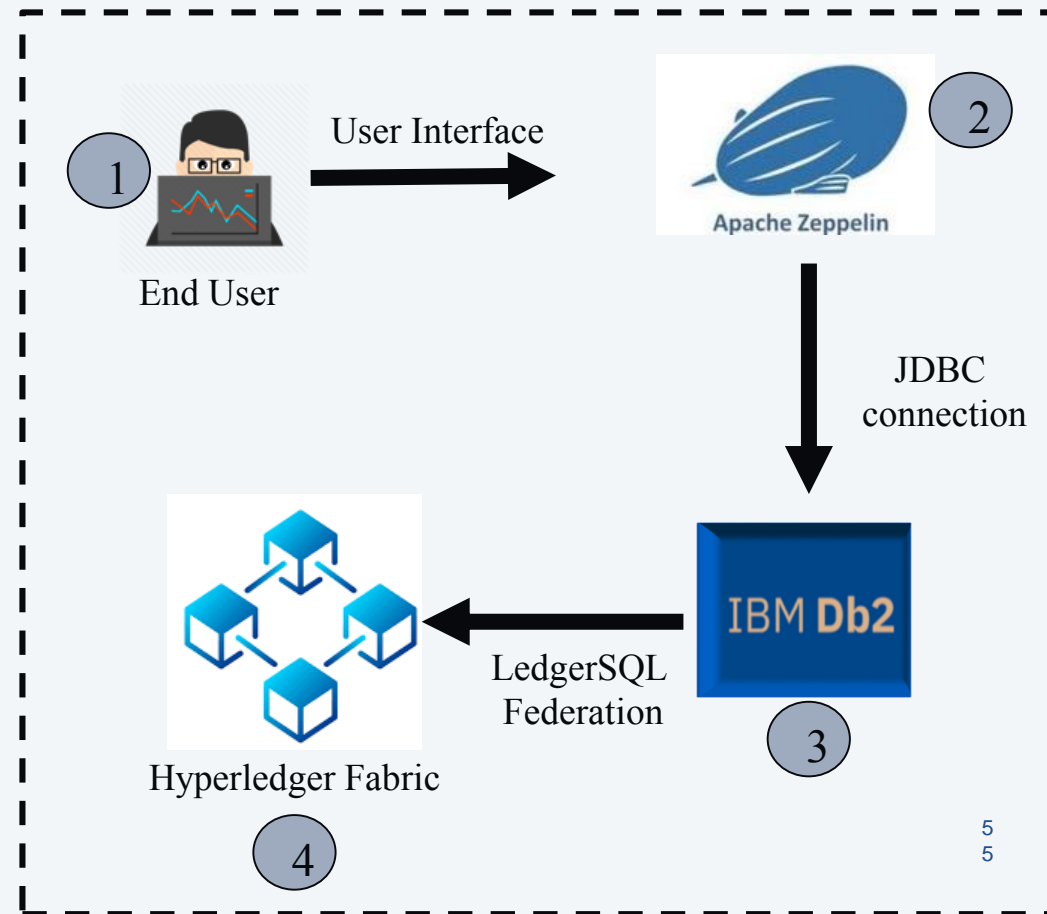 1
End User
User Interface
Apache Zeppelin
2
JDBC
connection
IBM Db2
3
LedgerSQL
Federation
Hyperledger Fabric
4
5
5